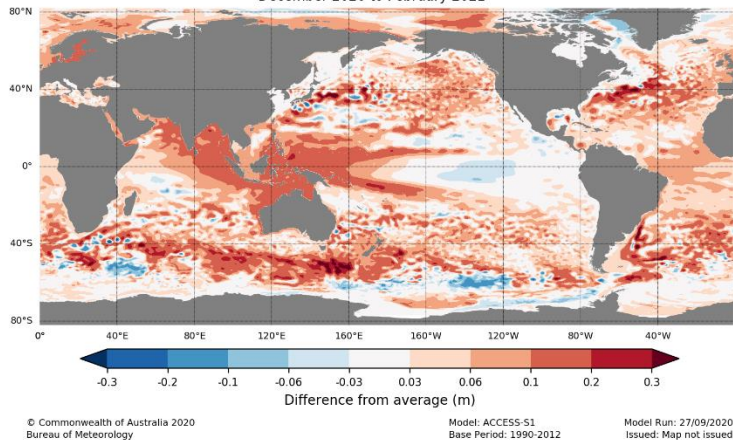 80°N
40°N
0°
40°S
80°S
0° 40°E 80°E 120°E 160°E 160°W 120°W 80°W 40°W
-0.3 -0.2 -0.1 -0.06 -0.03 0.03 0.06 0.1 0.2 0.3
Difference from average (m)
© Commonwealth of Australia 2020 Model: ACCESS-S1 Model Run: 27/09/2020
Bureau of Meteorology Base Period: 1990-2012 Issued: Map not issued